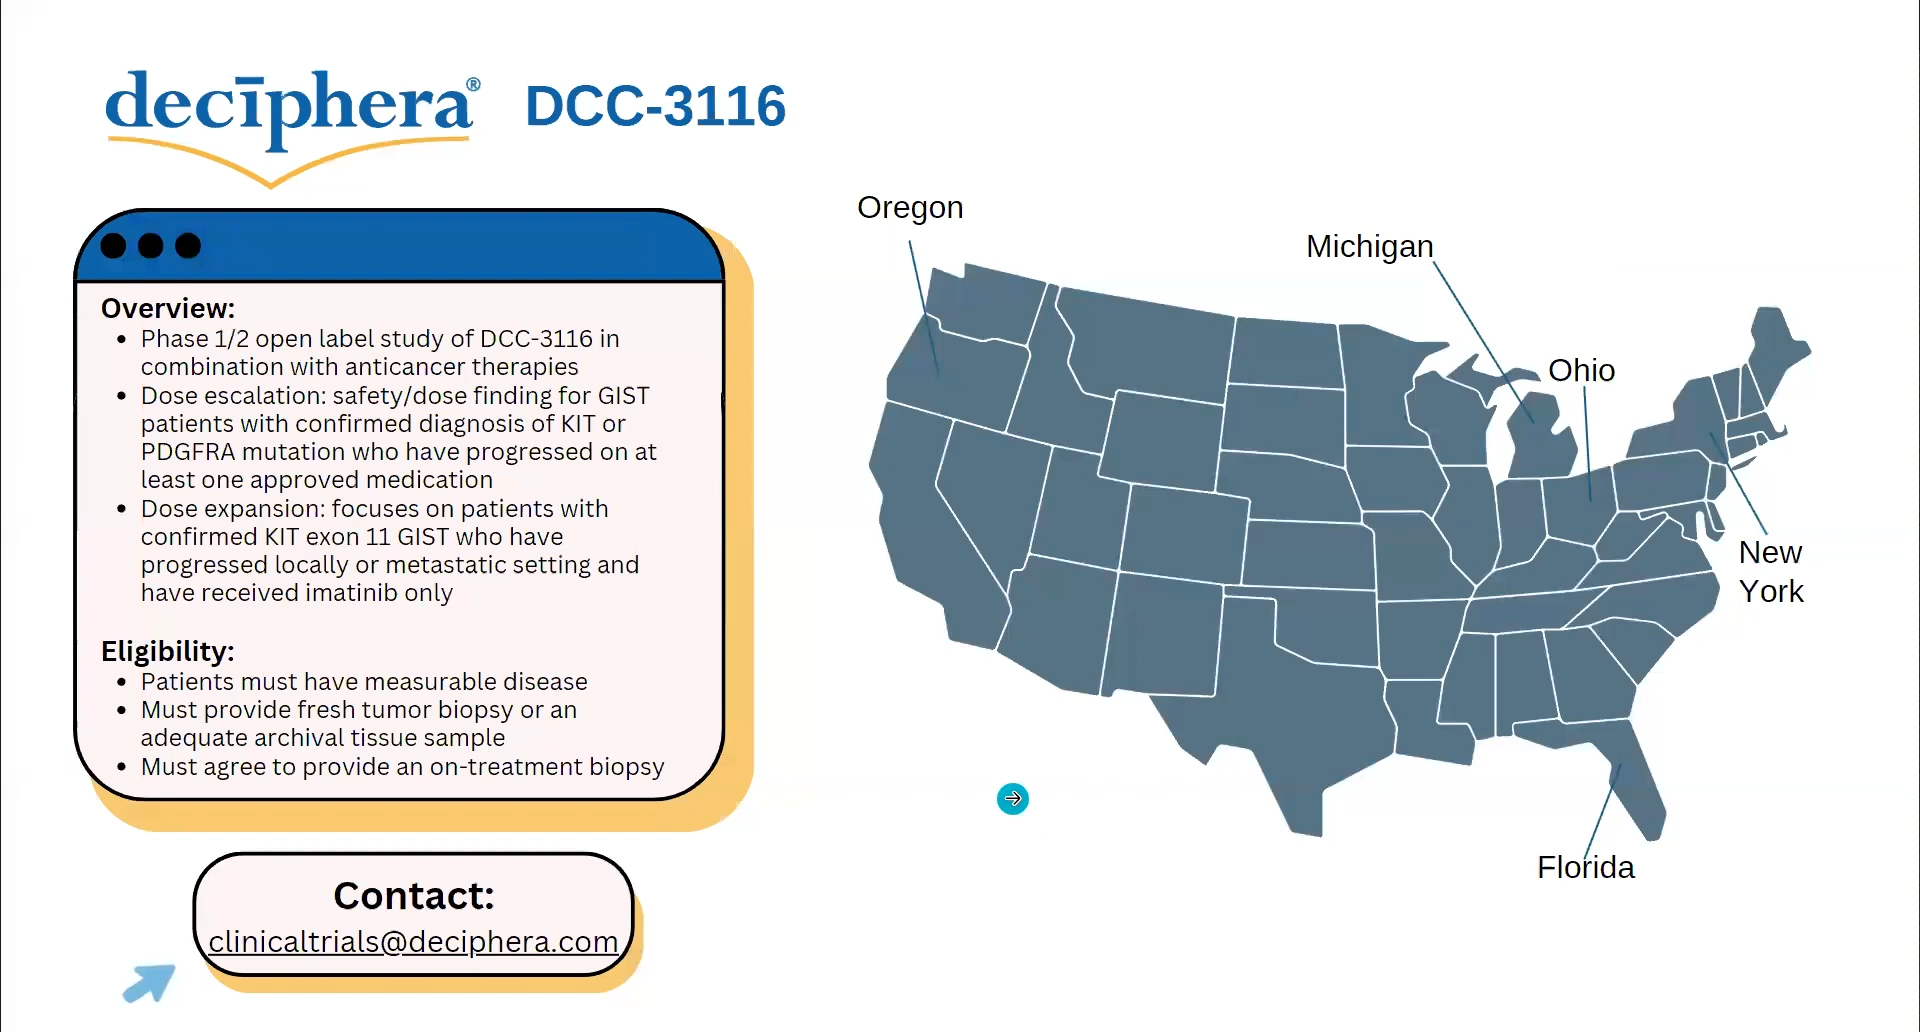 decīphera® DCC-3116
Overview:
• Phase 1/2 open label study of DCC-3116 in
combination with anticancer therapies
• Dose escalation: safety/dose finding for GIST
patients with confirmed diagnosis of KIT or
PDGFRA mutation who have progressed on at
least one approved medication
• Dose expansion: focuses on patients with
confirmed KIT exon 11 GIST who have
progressed locally or metastatic setting and
have received imatinib only
Eligibility:
• Patients must have measurable disease
• Must provide fresh tumor biopsy or an
adequate archival tissue sample
• Must agree to provide an on-treatment biopsy
Contact:
clinicaltrials@deciphera.com
Oregon
Michigan
Ohio
New
York
Florida